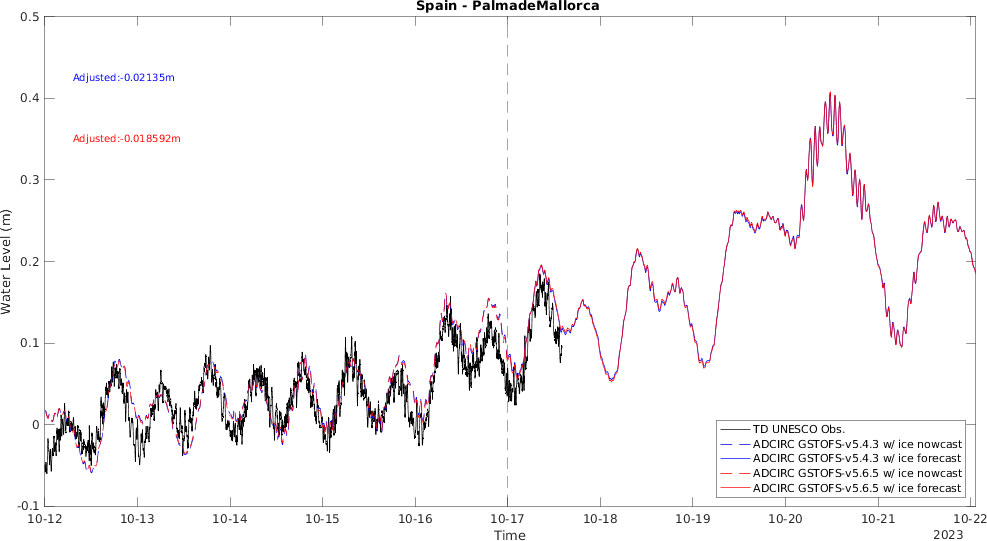 Spain - PalmadeMallorca
0.5
0.4
0.3
0.2
0.1
0
-0.1
Water Level (m)
Adjusted:-0.02135m
Adjusted:-0.018592m
TD UNESCO Obs.
ADCIRC GSTOFS-v5.4.3 w/ ice nowcast
ADCIRC GSTOFS-v5.4.3 w/ ice forecast
ADCIRC GSTOFS-v5.6.5 w/ ice nowcast
ADCIRC GSTOFS-v5.6.5 w/ ice forecast
10-12 10-13 10-14 10-15 10-16 10-17 10-18 10-19 10-20 10-21 10-22
Time
2023